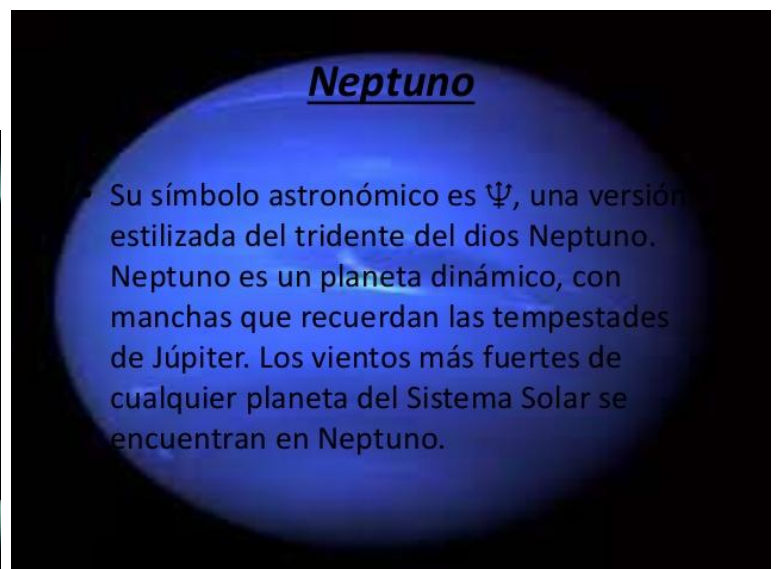 Neptuno
• Su símbolo astronómico es ♆, una versión
estilizada del tridente del dios Neptuno.
Neptuno es un planeta dinámico, con
manchas que recuerdan las tempestades
de Júpiter. Los vientos más fuertes de
cualquier planeta del Sistema Solar se
encuentran en Neptuno.